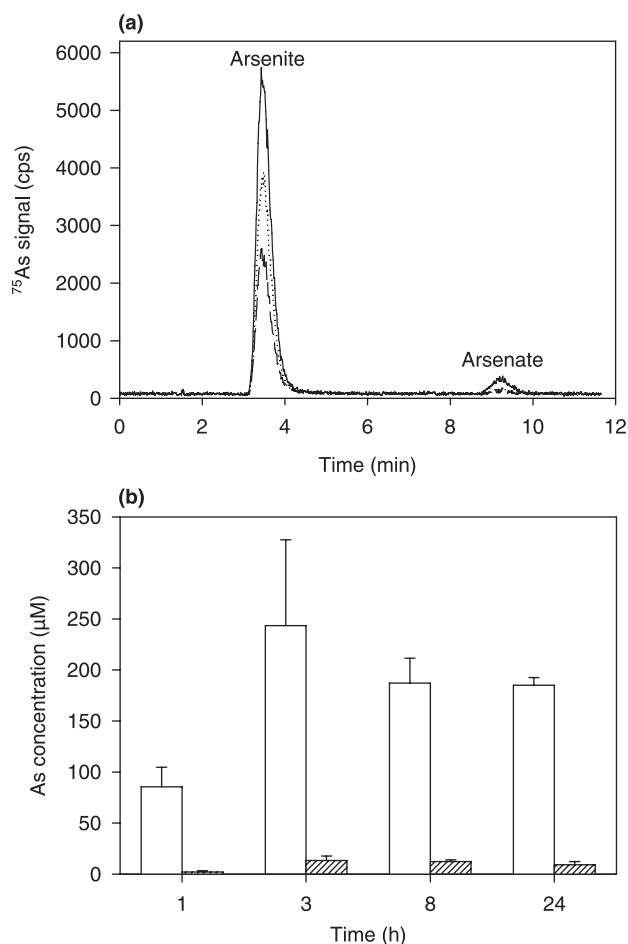 (a)
6000
5000
4000
3000
2000
1000
0
⁷⁵As signal (cps)
Arsenite
Arsenate
0 2 4 6 8 10 12
Time (min)
(b)
350
300
250
200
150
100
50
0
As concentration (µM)
1 3 8 24
Time (h)